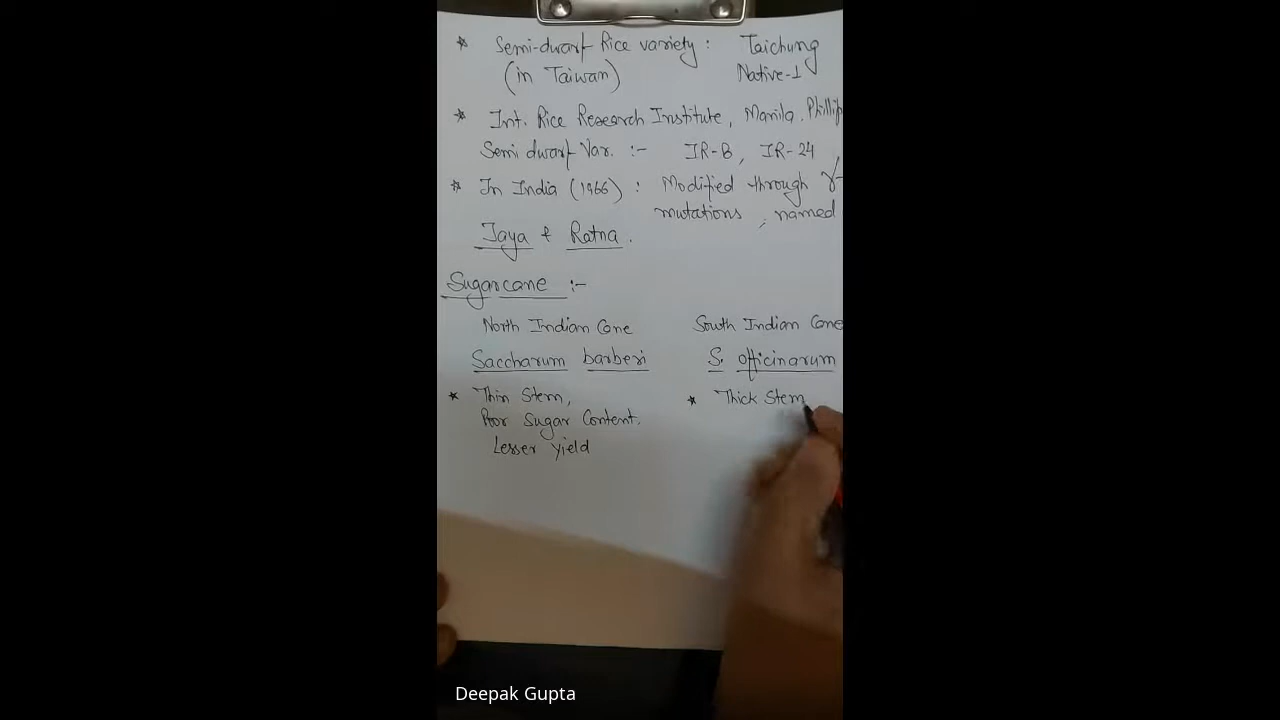 * Semi-dwarf Rice variety : Taichung
(in Taiwan) Native-1
* Int. Rice Research Institute, Manila. Phillip
Semi dwarf Var. :- IR-8, IR-24
* In India (1966) : Modified through γ-
mutations, named
Jaya & Ratna.
Sugarcane :-
North Indian Cane South Indian Cane
Saccharum barberi S. officinarum
* Thin Stem, * Thick Stem
Poor Sugar Content.
Lesser yield
Deepak Gupta